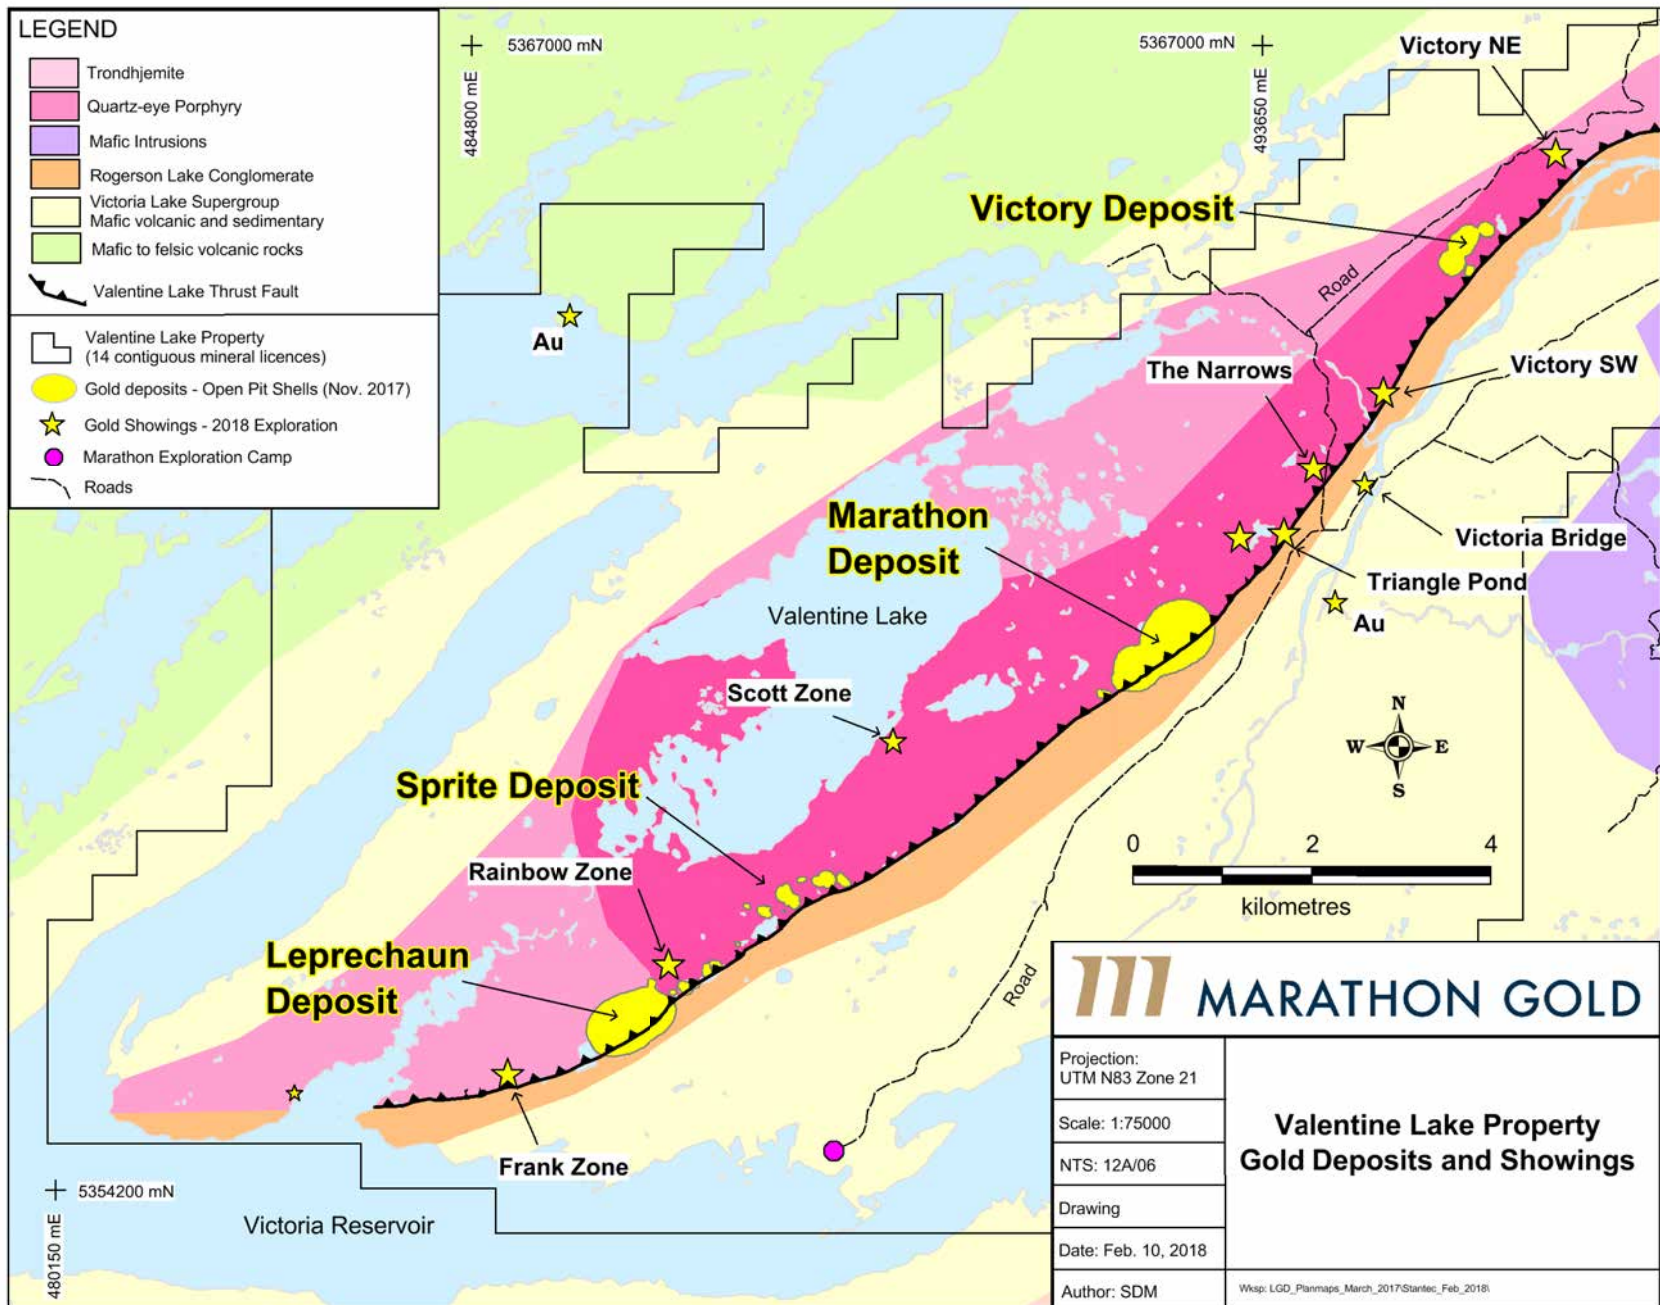 LEGEND
Trondhjemite
Quartz-eye Porphyry
Mafic Intrusions
Rogerson Lake Conglomerate
Victoria Lake Supergroup
Mafic volcanic and sedimentary
Mafic to felsic volcanic rocks
Valentine Lake Thrust Fault
Valentine Lake Property
(14 contiguous mineral licences)
Gold deposits - Open Pit Shells (Nov. 2017)
Gold Showings - 2018 Exploration
Marathon Exploration Camp
Roads
5367000 mN
484800 mE
5367000 mN
493650 mE
Victory NE
Victory Deposit
Road
Au
The Narrows
Victory SW
Marathon
Deposit
Victoria Bridge
Triangle Pond
Au
Valentine Lake
Scott Zone
N
W
E
S
Sprite Deposit
0 2 4
kilometres
Rainbow Zone
Leprechaun
Deposit
Road
Frank Zone
5354200 mN
480150 mE
Victoria Reservoir
MARATHON GOLD
Projection:
UTM N83 Zone 21
Scale: 1:75000
NTS: 12A/06
Drawing
Date: Feb. 10, 2018
Author: SDM
Valentine Lake Property
Gold Deposits and Showings
Wksp: LGD_Planmaps_March_2017\Stantec_Feb_2018\